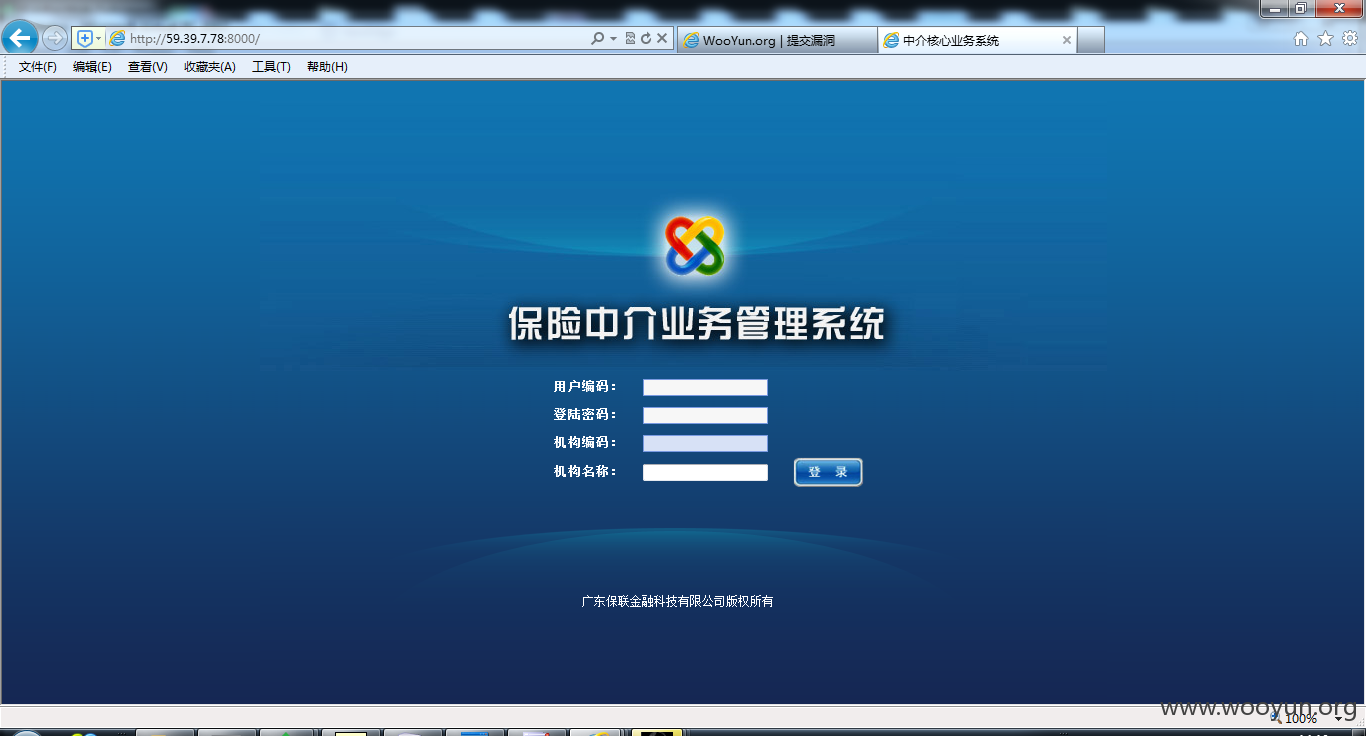 http://59.39.7.78:8000/
WooYun.org | 提交漏洞
中介核心业务系统
文件(F) 编辑(E) 查看(V) 收藏夹(A) 工具(T) 帮助(H)
保险中介业务管理系统
用户编码：
登陆密码：
机构编码：
机构名称：
登 录
广东保联金融科技有限公司版权所有
www.wooyun.org
100%